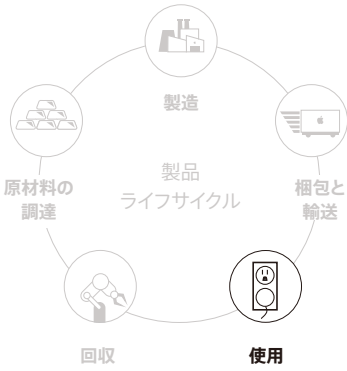 製造
原材料の
調達
製品
ライフサイクル
梱包と
輸送
回収
使用